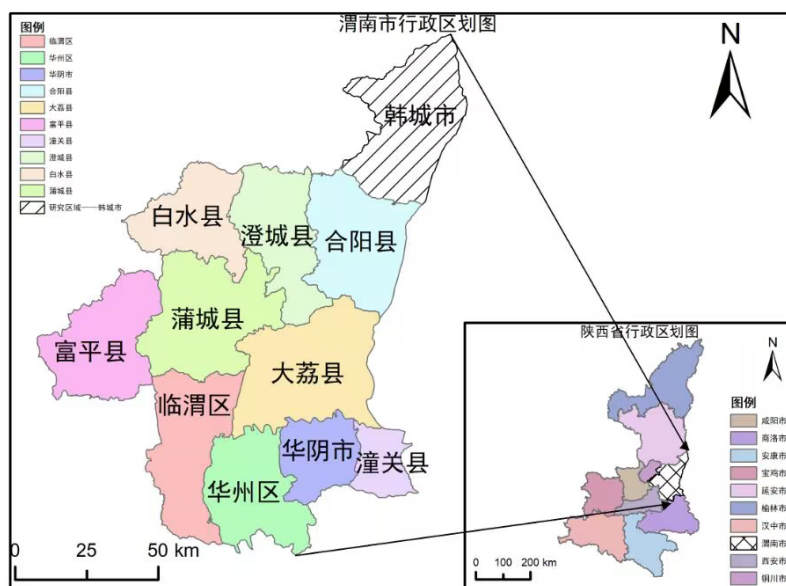 渭南市行政区划图
图例
临渭区
华州区
华阴市
合阳县
大荔县
富平县
潼关县
澄城县
白水县
蒲城县
研究区域——韩城市
N
韩城市
白水县
澄城县
合阳县
蒲城县
富平县
大荔县
临渭区
华阴市
潼关县
华州区
0 25 50 km
陕西省行政区划图
N
图例
咸阳市
商洛市
安康市
宝鸡市
延安市
榆林市
汉中市
渭南市
西安市
铜川市
0 100 200 km